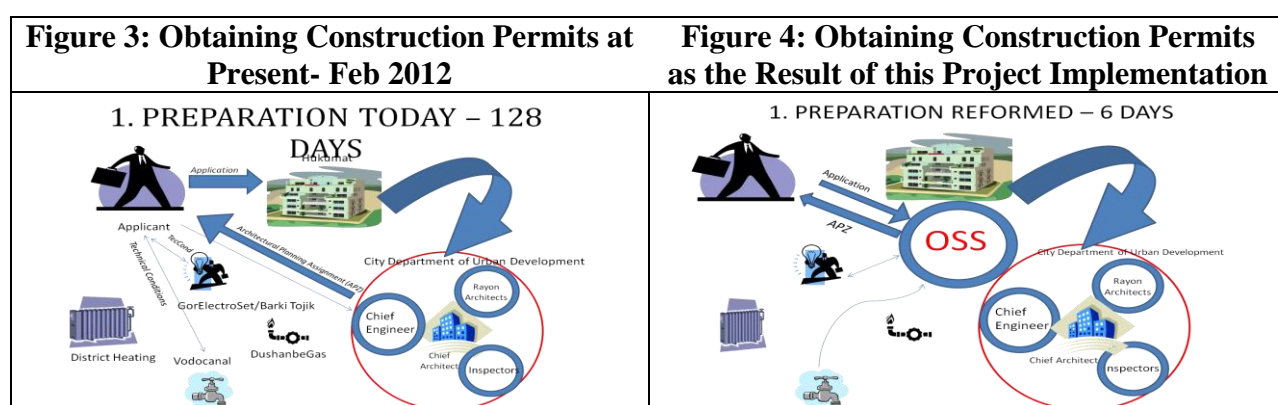 Figure 3: Obtaining Construction Permits at
Present- Feb 2012
Figure 4: Obtaining Construction Permits
as the Result of this Project Implementation
1. PREPARATION TODAY – 128
DAYS
Hukumat
Application
Applicant
Architectural Planning Assignment (APZ)
TecCond
Technical Conditions
City Department of Urban Development
GorElectroSet/Barki Tojik
Rayon
Architects
Chief
Engineer
District Heating
Vodocanal
DushanbeGas
Chief
Architect
Inspectors
1. PREPARATION REFORMED – 6 DAYS
Application
APZ
OSS
City Department of Urban Development
Rayon
Architects
Chief
Engineer
Chief Architect
nspectors